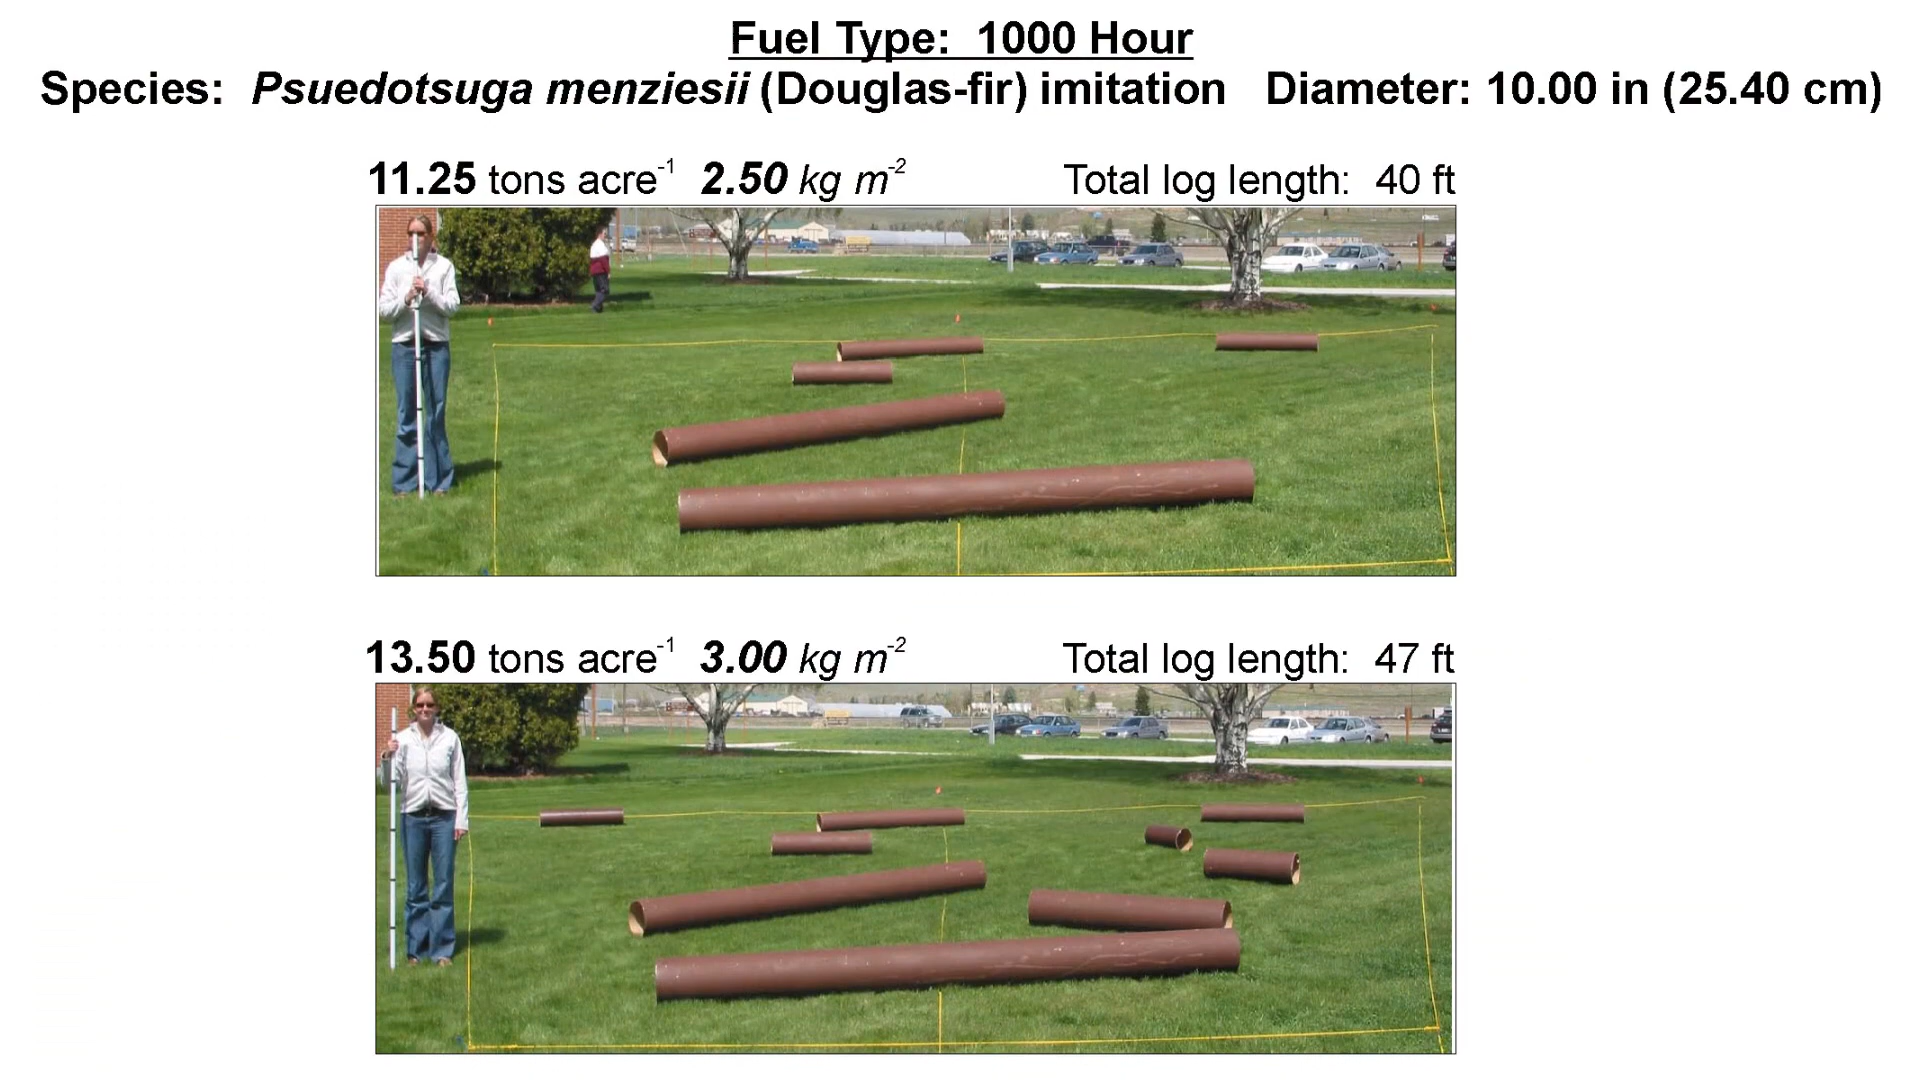 Fuel Type: 1000 Hour
Species: Psuedotsuga menziesii (Douglas-fir) imitation Diameter: 10.00 in (25.40 cm)
11.25 tons acre⁻¹ 2.50 kg m⁻² Total log length: 40 ft
13.50 tons acre⁻¹ 3.00 kg m⁻² Total log length: 47 ft